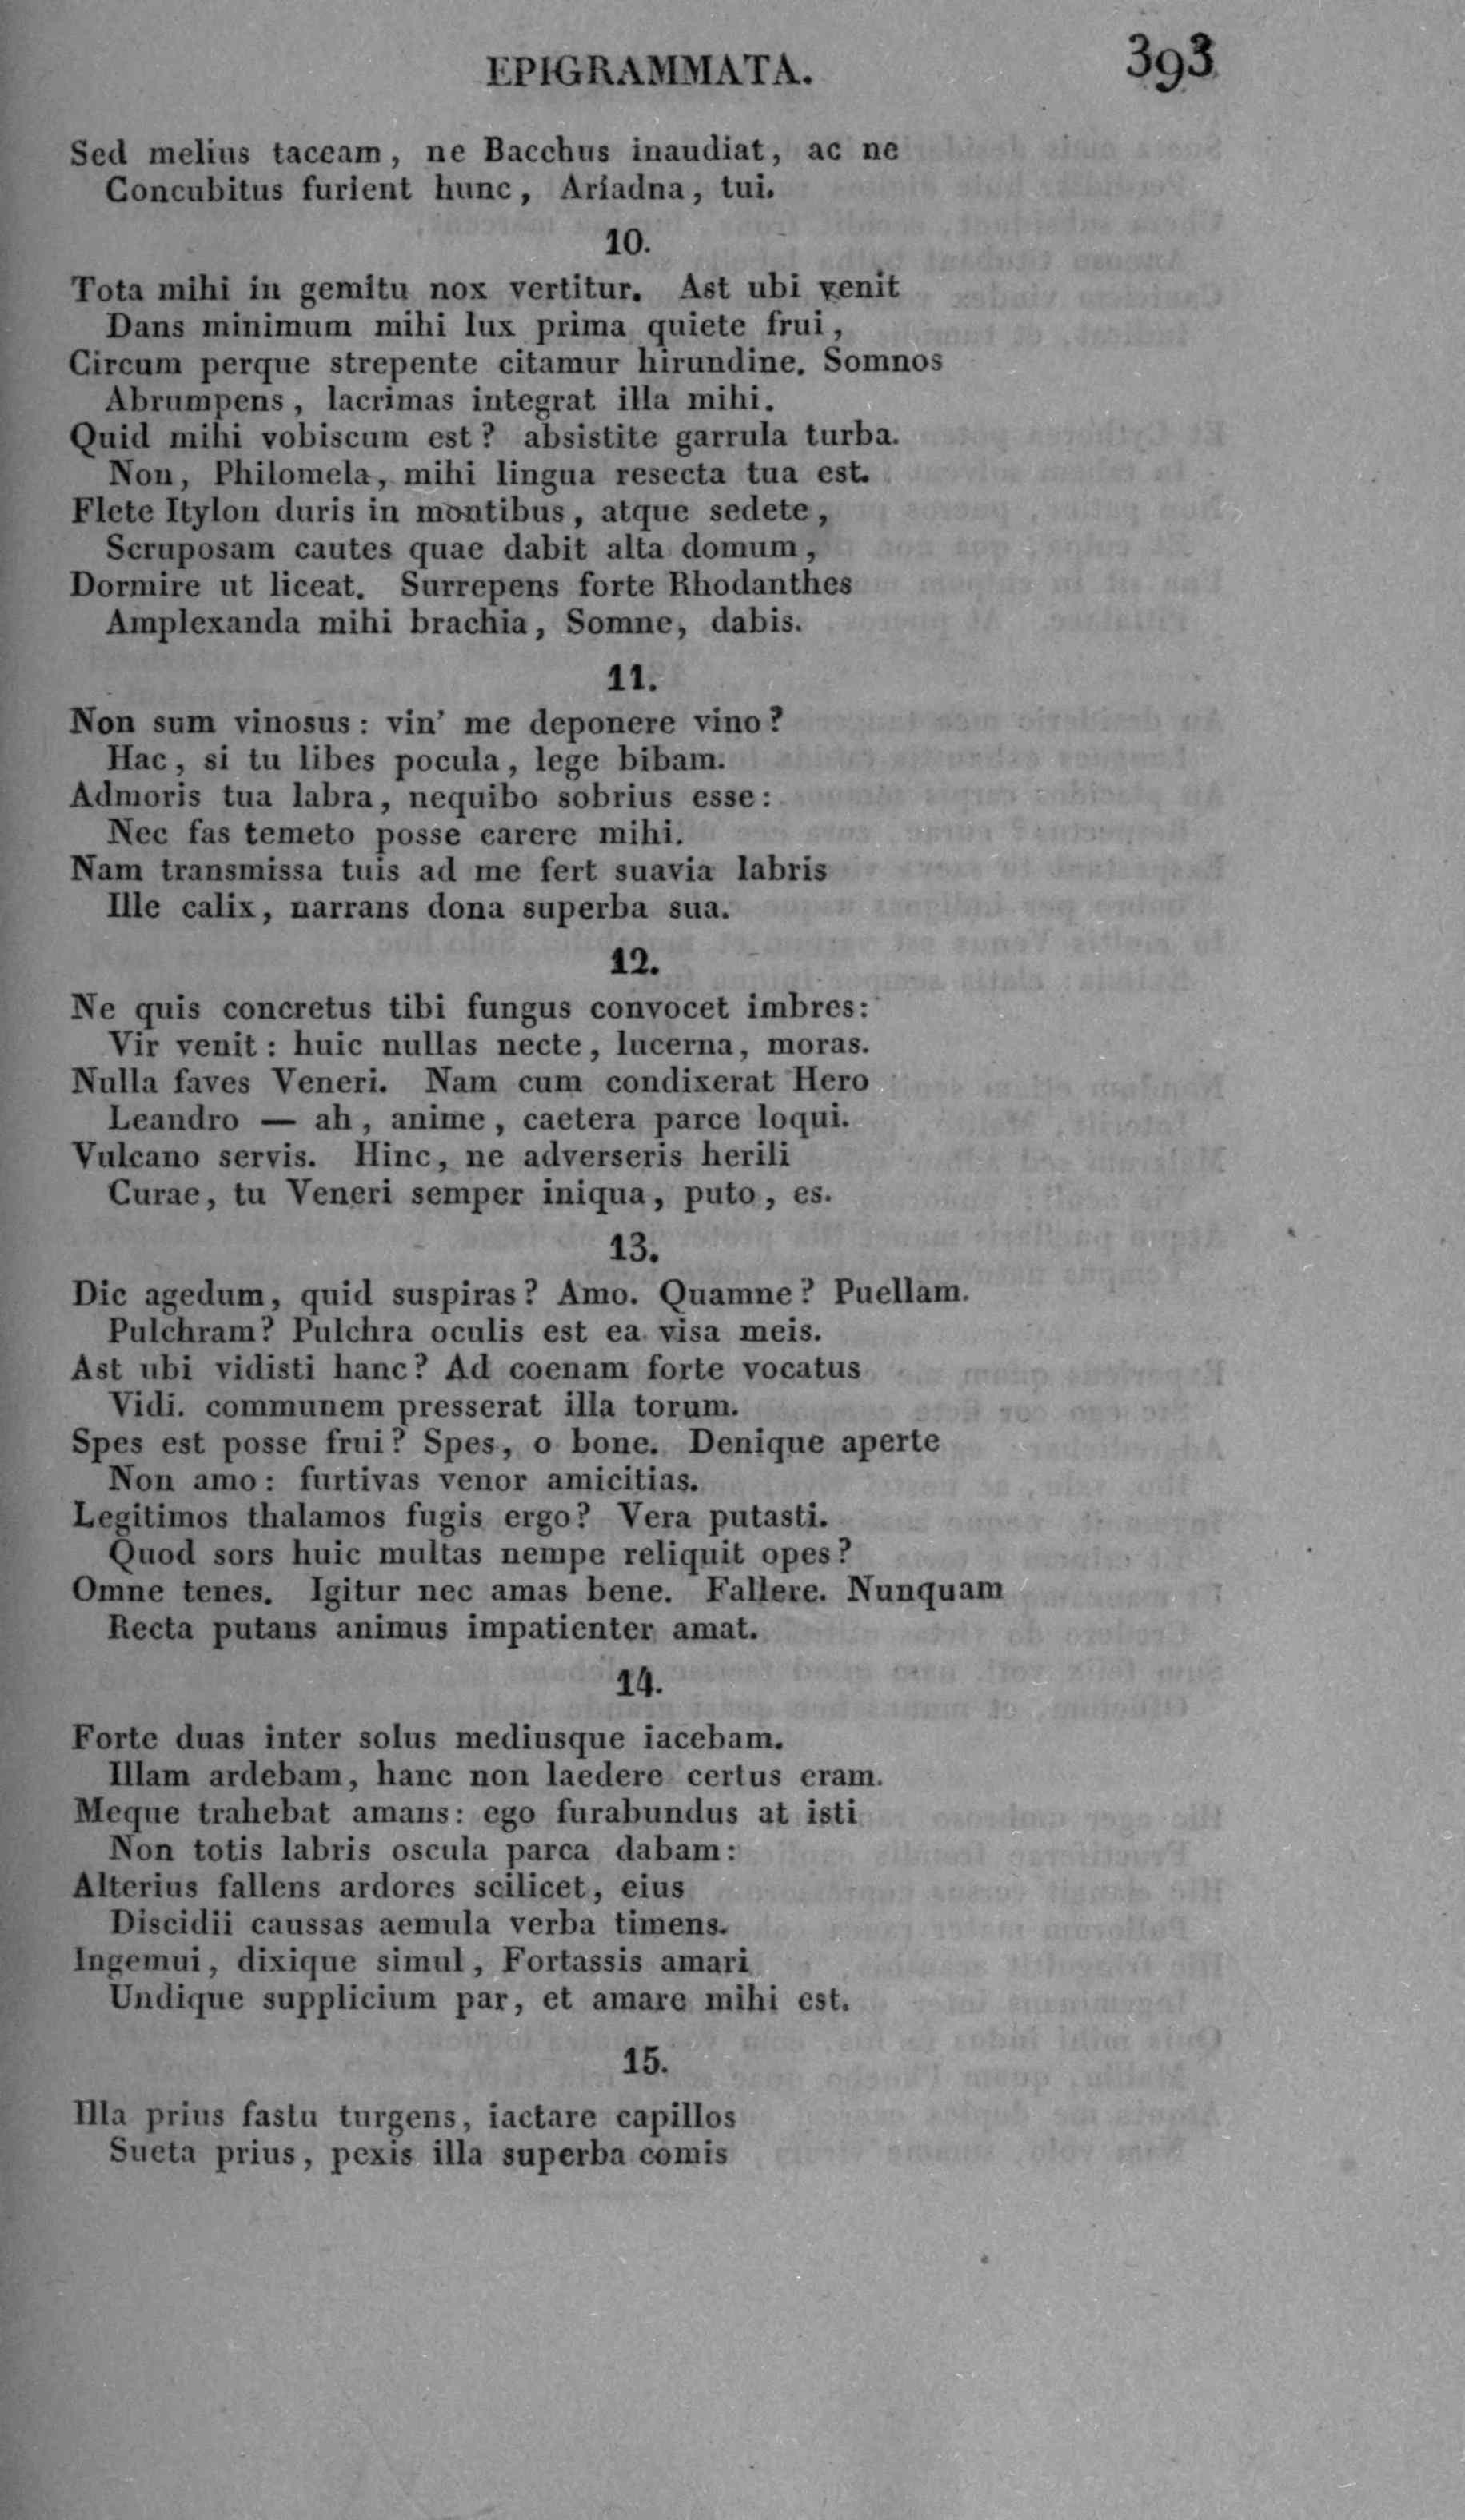 EPIGRAMMATA. 393
Sed melius taceam, ne Bacchus inaudiat, ac ne
Concubitus furient hunc, Ariadna, tui.
10.
Tota mihi in gemitu nox vertitur. Ast ubi venit
Dans minimum mihi lux prima quiete frui,
Circum perque strepente citamur hirundine. Somnos
Abrumpens, lacrimas integrat illa mihi.
Quid mihi vobiscum est? absistite garrula turba.
Non, Philomela, mihi lingua resecta tua est.
Flete Itylon duris in montibus, atque sedete,
Scruposam cautes quae dabit alta domum,
Dormire ut liceat. Surrepens forte Rhodanthes
Amplexanda mihi brachia, Somne, dabis.
11.
Non sum vinosus: vin' me deponere vino?
Hac, si tu libes pocula, lege bibam.
Admoris tua labra, nequibo sobrius esse:
Nec fas temeto posse carere mihi.
Nam transmissa tuis ad me fert suavia labris
Ille calix, narrans dona superba sua.
12.
Ne quis concretus tibi fungus convocet imbres:
Vir venit: huic nullas necte, lucerna, moras.
Nulla faves Veneri. Nam cum condixerat Hero
Leandro — ah, anime, caetera parce loqui.
Vulcano servis. Hinc, ne adverseris herili
Curae, tu Veneri semper iniqua, puto, es.
13.
Dic agedum, quid suspiras? Amo. Quamne? Puellam.
Pulchram? Pulchra oculis est ea visa meis.
Ast ubi vidisti hanc? Ad coenam forte vocatus
Vidi. communem presserat illa torum.
Spes est posse frui? Spes, o bone. Denique aperte
Non amo: furtivas venor amicitias.
Legitimos thalamos fugis ergo? Vera putasti.
Quod sors huic multas nempe reliquit opes?
Omne tenes. Igitur nec amas bene. Fallere. Nunquam
Recta putans animus impatienter amat.
14.
Forte duas inter solus mediusque iacebam.
Illam ardebam, hanc non laedere certus eram.
Meque trahebat amans: ego furabundus at isti
Non totis labris oscula parca dabam:
Alterius fallens ardores scilicet, eius
Discidii caussas aemula verba timens.
Ingemui, dixique simul, Fortassis amari
Undique supplicium par, et amare mihi est.
15.
Illa prius fastu turgens, iactare capillos
Sueta prius, pexis illa superba comis